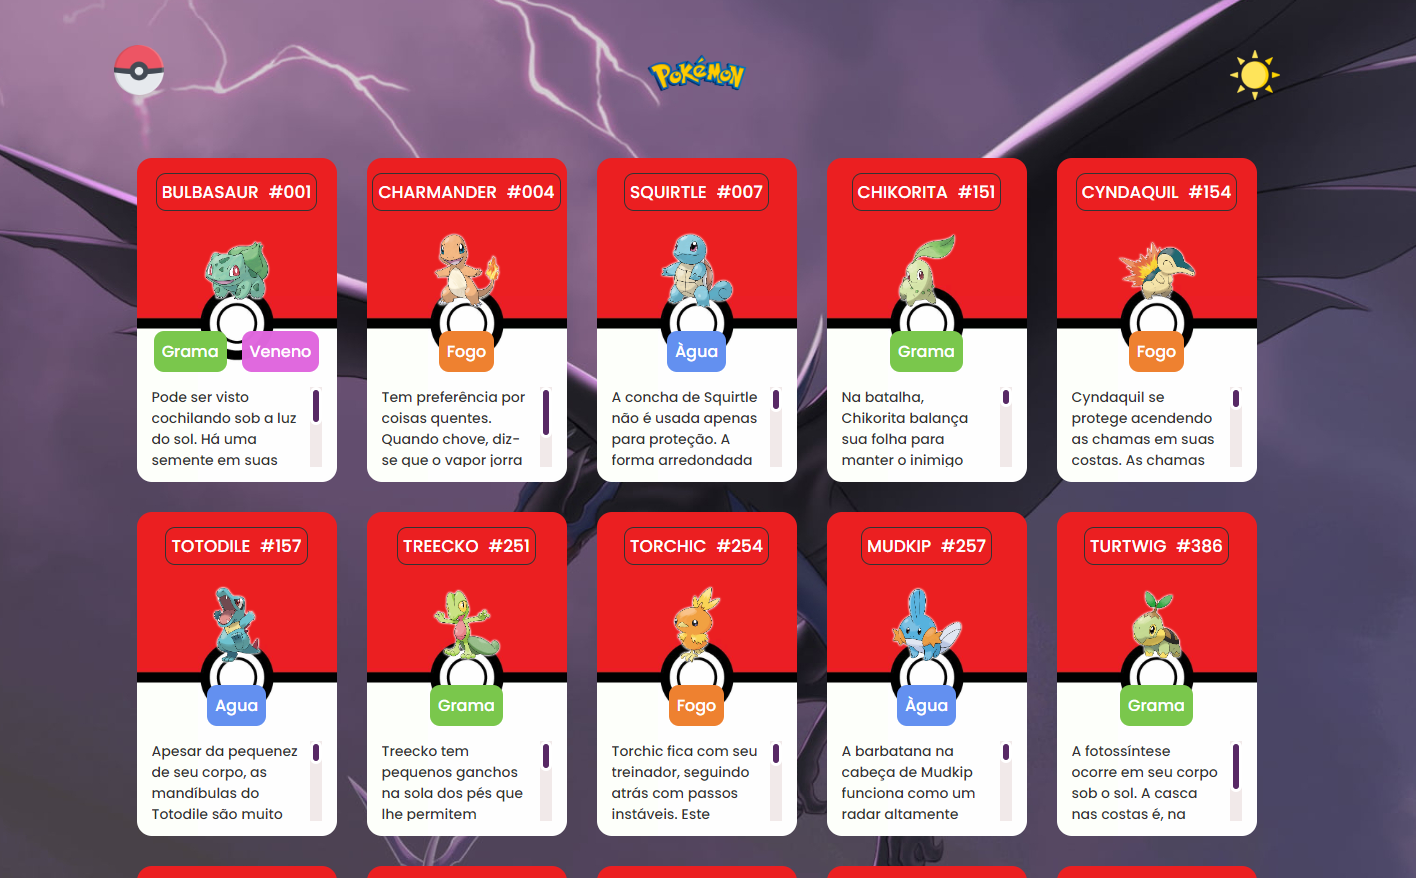 POKéMON
BULBASAUR #001
Grama
Veneno
Pode ser visto
cochilando sob a luz
do sol. Há uma
semente em suas
CHARMANDER #004
Fogo
Tem preferência por
coisas quentes.
Quando chove, diz-
se que o vapor jorra
SQUIRTLE #007
Àgua
A concha de Squirtle
não é usada apenas
para proteção. A
forma arredondada
CHIKORITA #151
Grama
Na batalha,
Chikorita balança
sua folha para
manter o inimigo
CYNDAQUIL #154
Fogo
Cyndaquil se
protege acendendo
as chamas em suas
costas. As chamas
TOTODILE #157
Agua
Apesar da pequenez
de seu corpo, as
mandíbulas do
Totodile são muito
TREECKO #251
Grama
Treecko tem
pequenos ganchos
na sola dos pés que
lhe permitem
TORCHIC #254
Fogo
Torchic fica com seu
treinador, seguindo
atrás com passos
instáveis. Este
MUDKIP #257
Àgua
A barbatana na
cabeça de Mudkip
funciona como um
radar altamente
TURTWIG #386
Grama
A fotossíntese
ocorre em seu corpo
sob o sol. A casca
nas costas é, na